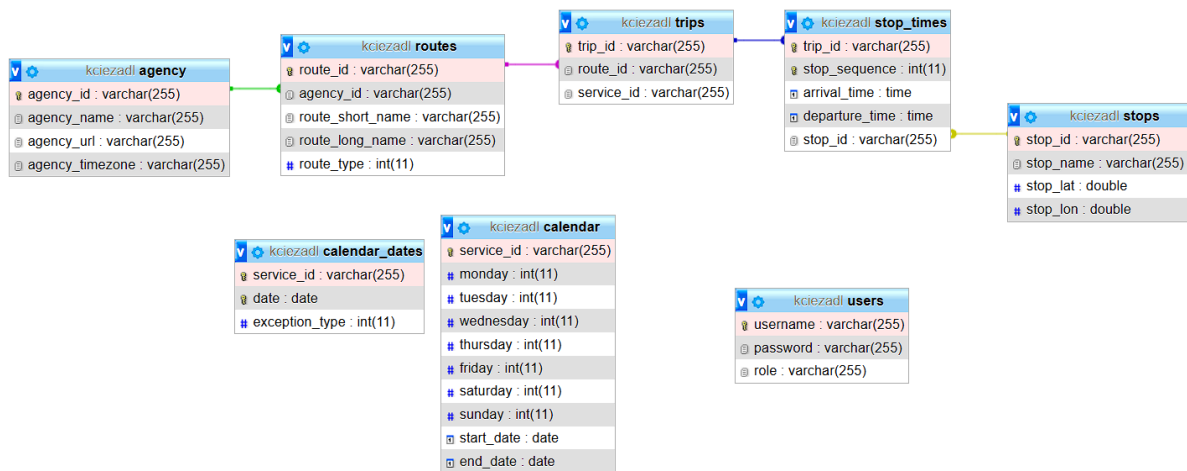 kciezadl agency
agency_id : varchar(255)
agency_name : varchar(255)
agency_url : varchar(255)
agency_timezone : varchar(255)
kciezadl routes
route_id : varchar(255)
agency_id : varchar(255)
route_short_name : varchar(255)
route_long_name : varchar(255)
# route_type : int(11)
kciezadl trips
trip_id : varchar(255)
route_id : varchar(255)
service_id : varchar(255)
kciezadl stop_times
trip_id : varchar(255)
stop_sequence : int(11)
arrival_time : time
departure_time : time
stop_id : varchar(255)
kciezadl stops
stop_id : varchar(255)
stop_name : varchar(255)
# stop_lat : double
# stop_lon : double
kciezadl calendar_dates
service_id : varchar(255)
date : date
# exception_type : int(11)
kciezadl calendar
service_id : varchar(255)
# monday : int(11)
# tuesday : int(11)
# wednesday : int(11)
# thursday : int(11)
# friday : int(11)
# saturday : int(11)
# sunday : int(11)
start_date : date
end_date : date
kciezadl users
username : varchar(255)
password : varchar(255)
role : varchar(255)